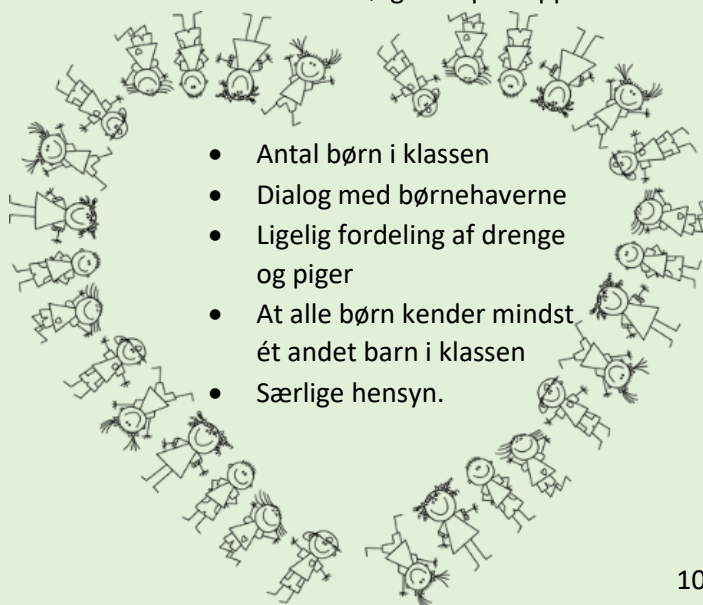 • Antal børn i klassen
• Dialog med børnehaverne
• Ligelig fordeling af drenge
og piger
• At alle børn kender mindst
ét andet barn i klassen
• Særlige hensyn.
10